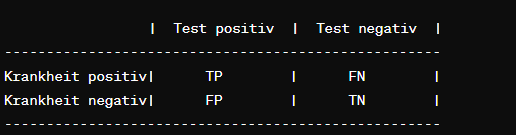 | Test positiv | Test negativ |
----------------------------------------------------
Krankheit positiv| TP | FN |
Krankheit negativ| FP | TN |
----------------------------------------------------